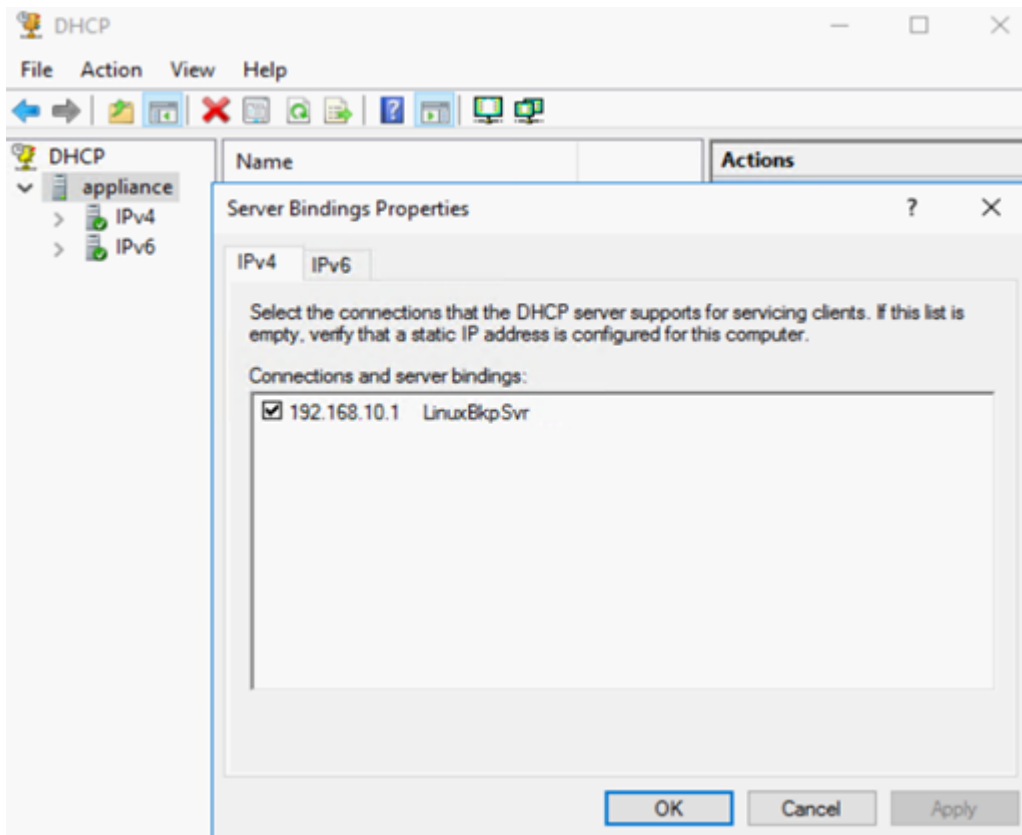 DHCP
File Action View Help
DHCP
appliance
IPv4
IPv6
Name
Actions
Server Bindings Properties
IPv4 IPv6
Select the connections that the DHCP server supports for servicing clients. If this list is
empty, verify that a static IP address is configured for this computer.
Connections and server bindings:
192.168.10.1 LinuxBkpSvr
OK Cancel Apply